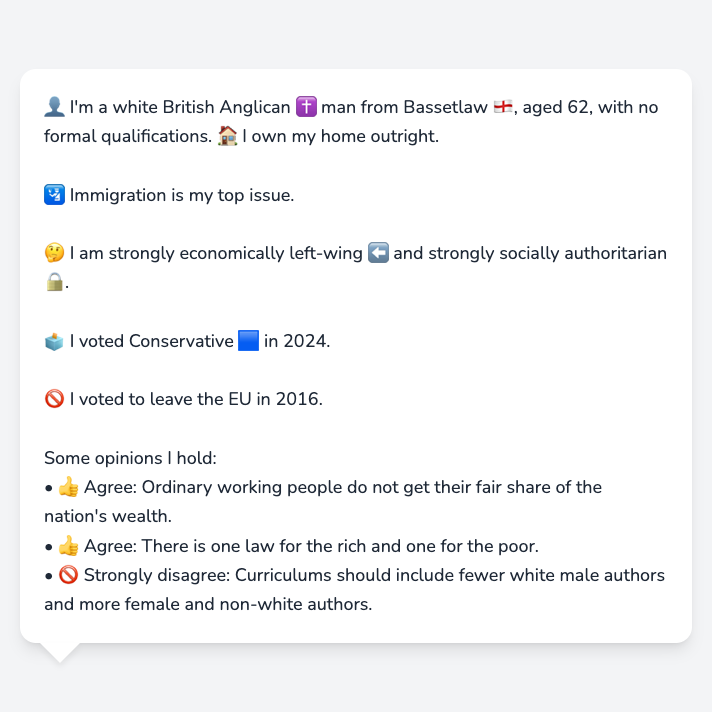 👤 I'm a white British Anglican ✝️ man from Bassetlaw 🏴󠁧󠁢󠁥󠁮󠁧󠁿, aged 62, with no
formal qualifications. 🏠 I own my home outright.
🛂 Immigration is my top issue.
🤔 I am strongly economically left-wing ⬅️ and strongly socially authoritarian
🔒.
🗳️ I voted Conservative 🟦 in 2024.
🚫 I voted to leave the EU in 2016.
Some opinions I hold:
• 👍 Agree: Ordinary working people do not get their fair share of the
nation's wealth.
• 👍 Agree: There is one law for the rich and one for the poor.
• 🚫 Strongly disagree: Curriculums should include fewer white male authors
and more female and non-white authors.